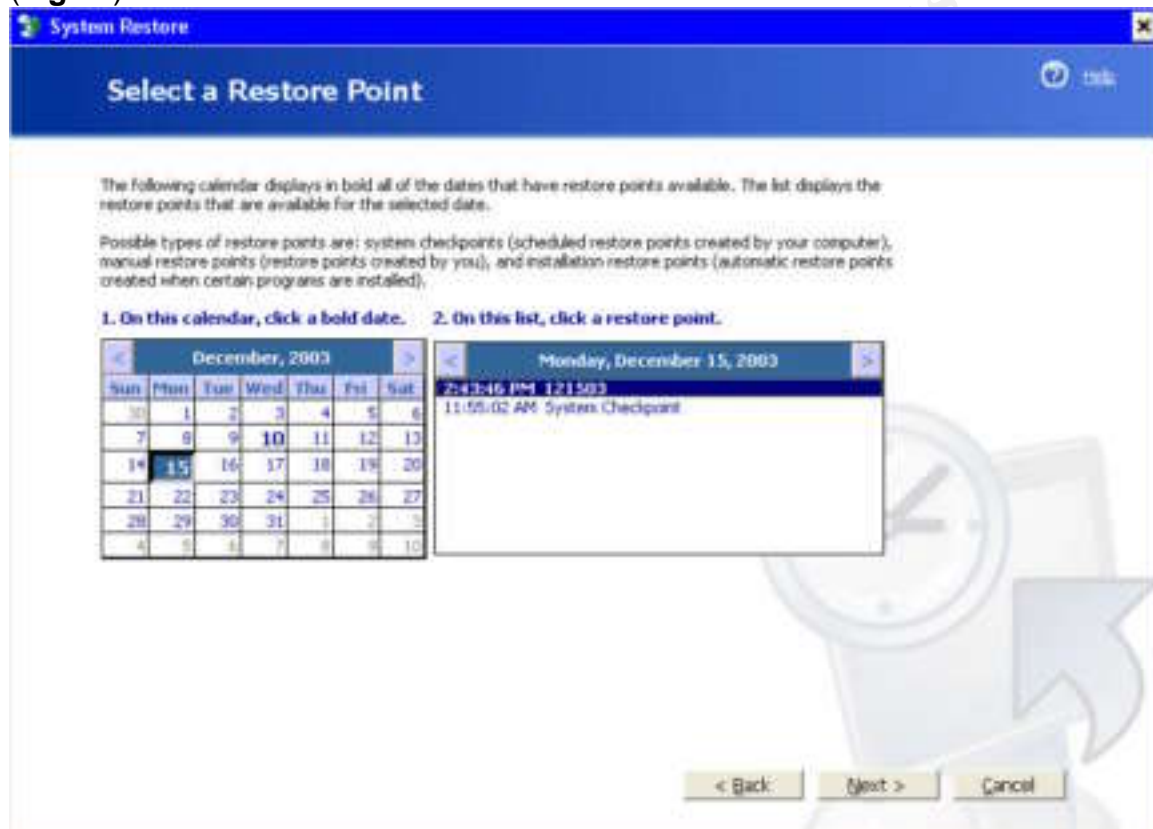 System Restore
Select a Restore Point
Help
The following calendar displays in bold all of the dates that have restore points available. The list displays the
restore points that are available for the selected date.
Possible types of restore points are: system checkpoints (scheduled restore points created by your computer),
manual restore points (restore points created by you), and installation restore points (automatic restore points
created when certain programs are installed).
1. On this calendar, click a bold date. 2. On this list, click a restore point.
< December, 2003 >
< Monday, December 15, 2003 >
Sun Mon Tue Wed Thu Fri Sat
30 1 2 3 4 5 6
7 8 9 10 11 12 13
14 15 16 17 18 19 20
21 22 23 24 25 26 27
28 29 30 31 1 2 3
4 5 6 7 8 9 10
2:43:46 PM 121503
11:55:02 AM System Checkpoint
< Back Next > Cancel